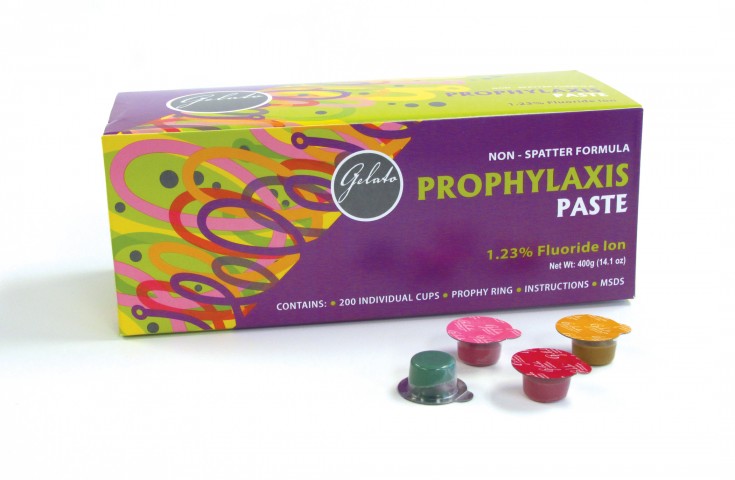 Gelato
PROPHYLAXIS
PASTE
1.23% Fluoride Ion
NON - SPATTER FORMULA
Gelato
PROPHYLAXIS
PASTE
1.23% Fluoride Ion
Net Wt: 400g (14.1 oz)
CONTAINS: • 200 INDIVIDUAL CUPS • PROPHY RING • INSTRUCTIONS • MSDS